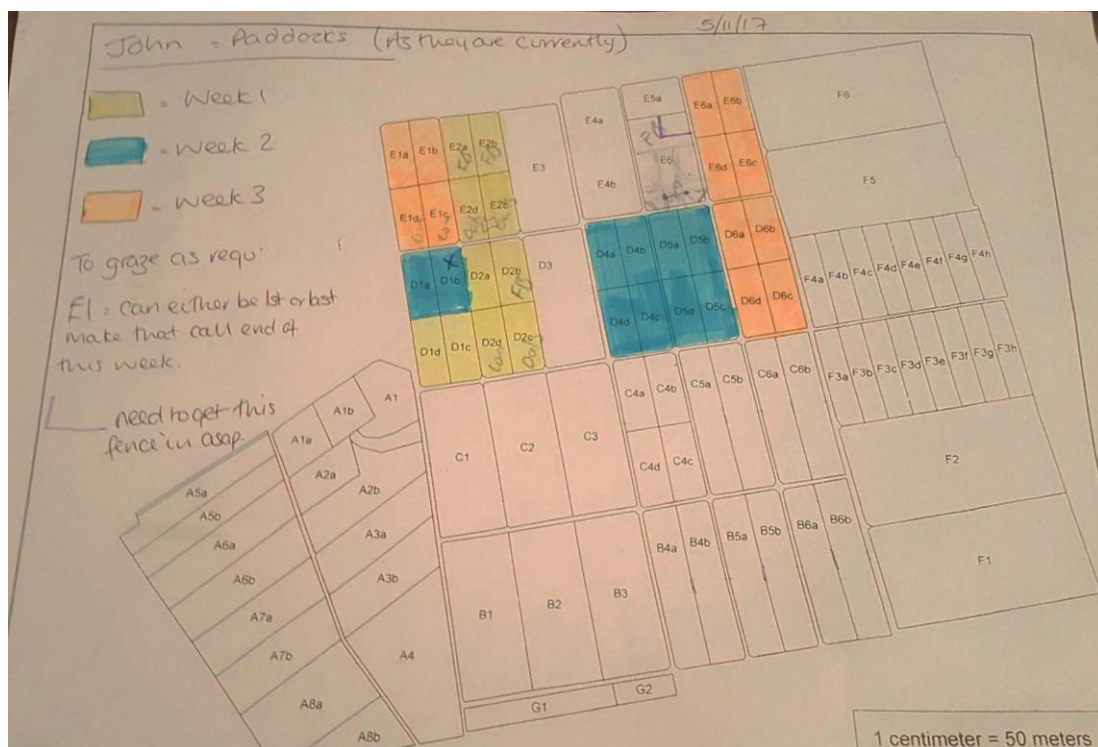 John = Paddocks (As they are currently)
5/11/17
= Week 1
= Week 2
= Week 3
To graze as requ
E1 : can either be 1st or last
make that call end of
this week.
need to get this
fence in asap.
E1a E1b E2a E2b
E1d E1c E2d
E3
E4a
E4b
E5a
E6
E6a E6b
E6d E6c
F6
F5
D1a D1b D2a D2b
D1d D1c D2d D2c
D3
D4a D4b D5a D5b
D4d D4c D5d D5c
D6a D6b
D6d D6c
F4a F4b F4c F4d F4e F4f F4g F4h
F3a F3b F3c F3d F3e F3f F3g F3h
A1
A1b
A1a
A2a
A2b
A3a
A3b
A4
A5a
A5b
A6a
A6b
A7a
A7b
A8a
A8b
C1
C2
C3
C4a C4b C5a C5b C6a C6b
C4d C4c
F2
F1
B1
B2
B3
B4a B4b B5a B5b B6a B6b
G1
G2
1 centimeter = 50 meters